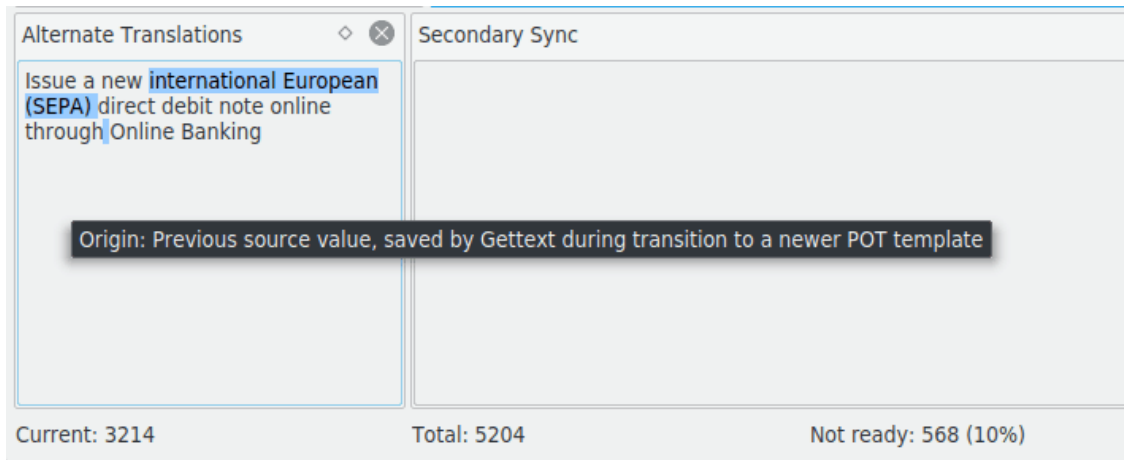 Alternate Translations
Secondary Sync
Issue a new international European
(SEPA) direct debit note online
through Online Banking
Origin: Previous source value, saved by Gettext during transition to a newer POT template
Current: 3214
Total: 5204
Not ready: 568 (10%)